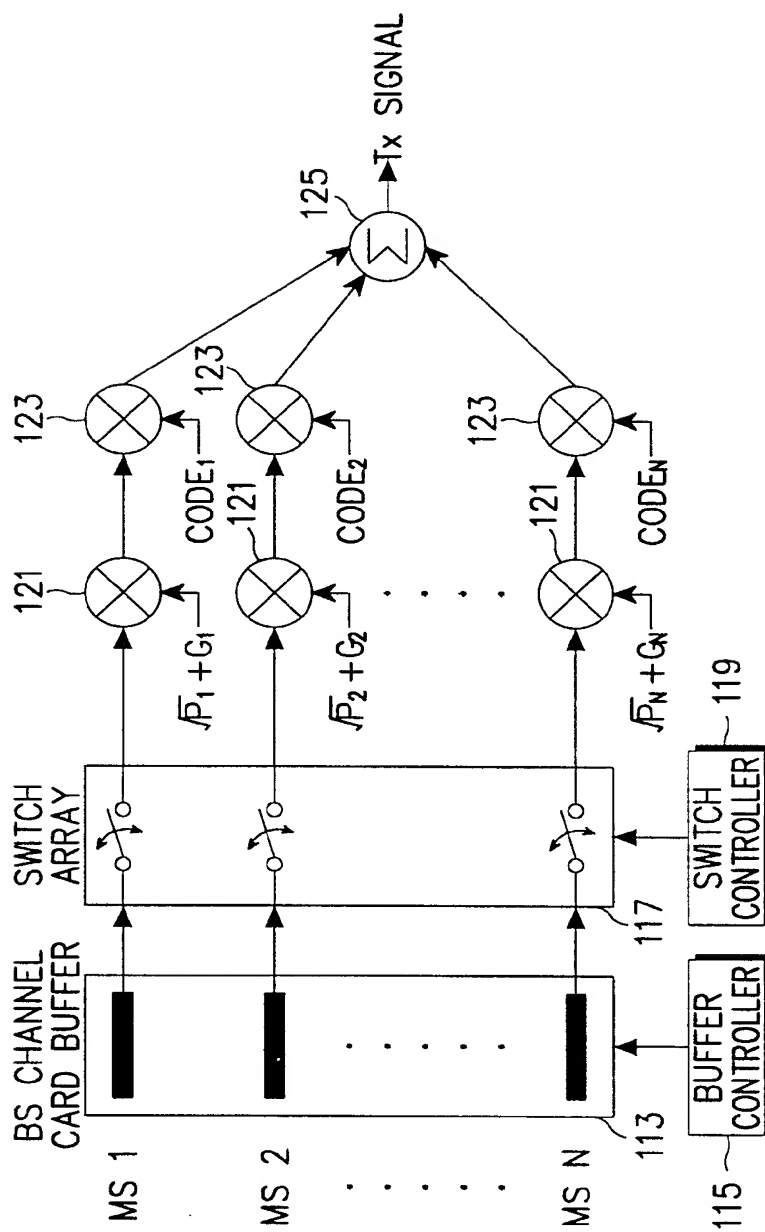 BS CHANNEL
CARD BUFFER
SWITCH
ARRAY
MS 1
MS 2
MS N
113
117
BUFFER
CONTROLLER
115
SWITCH
CONTROLLER
119
√P1 + G1
√P2 + G2
√PN + GN
121
121
121
CODE1
CODE2
CODEN
123
123
123
125
Σ
Tx SIGNAL